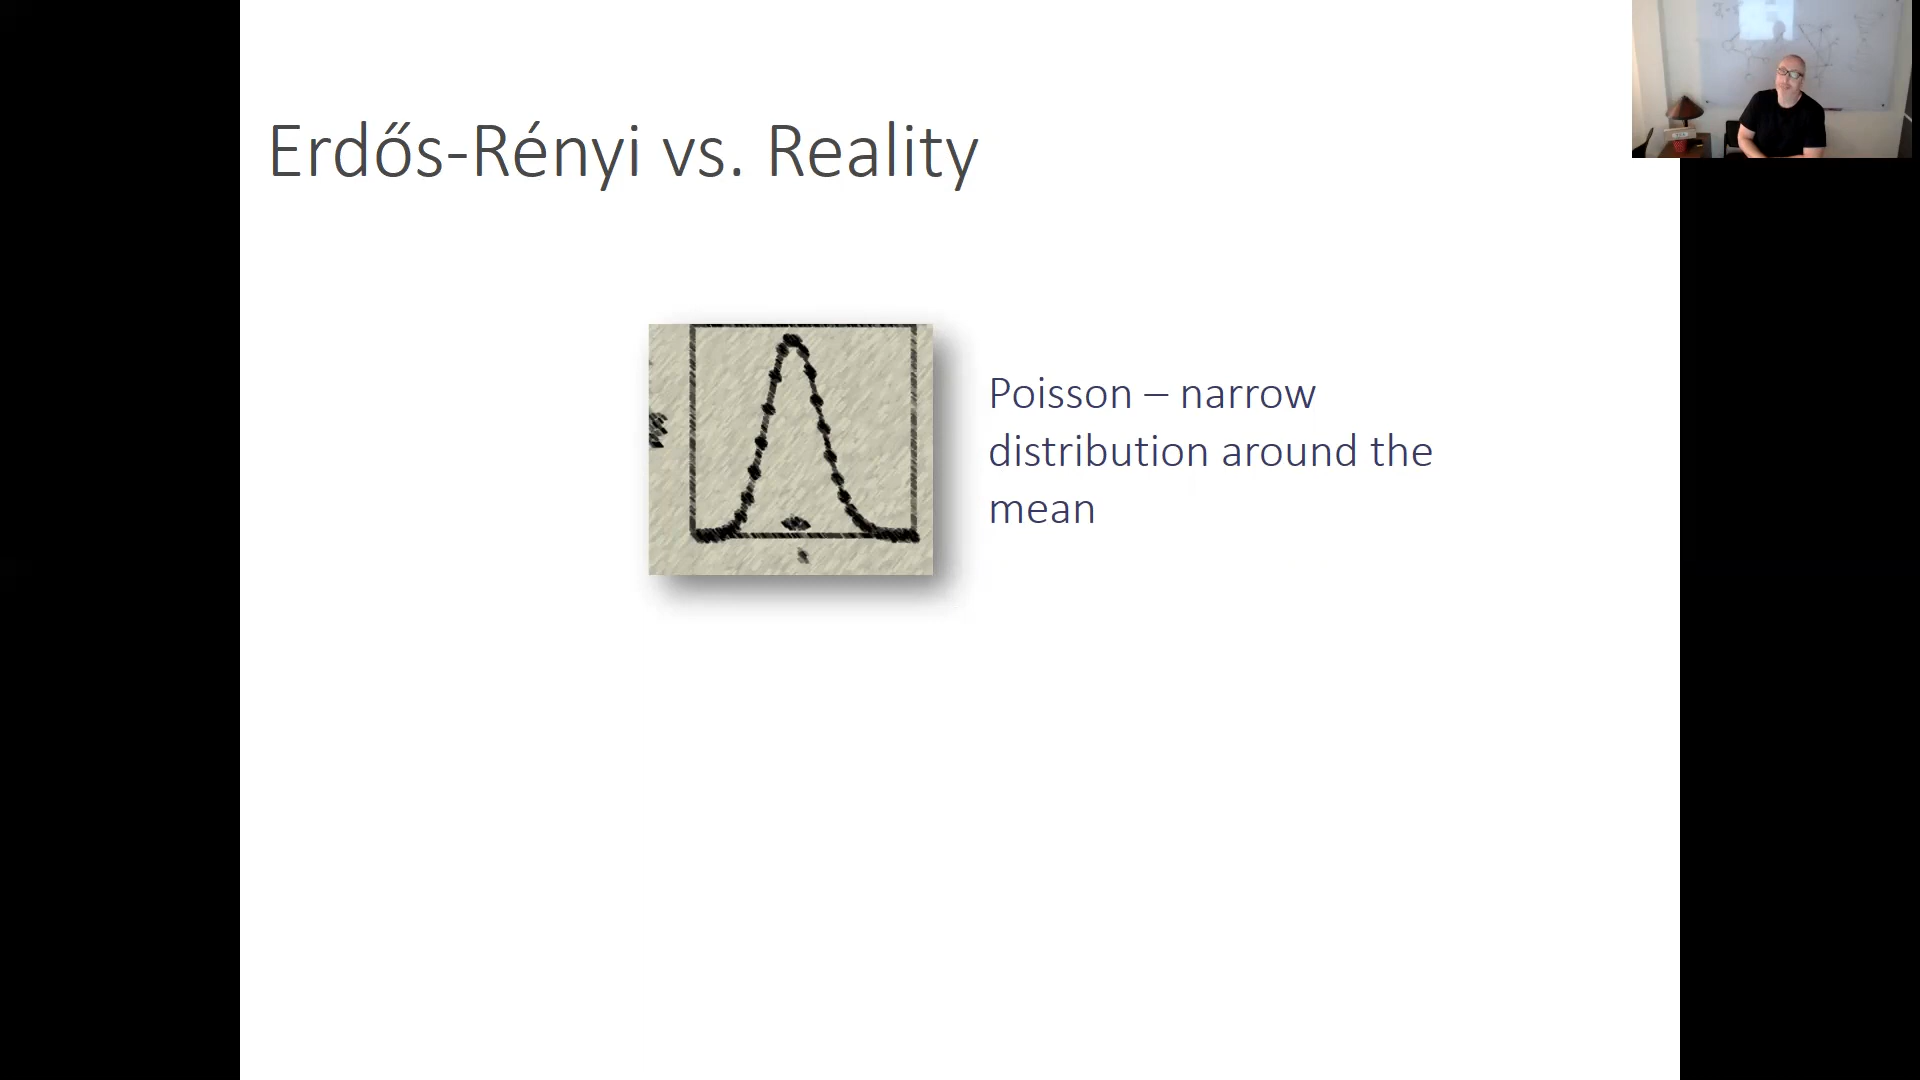 Erdős-Rényi vs. Reality
Poisson – narrow
distribution around the
mean